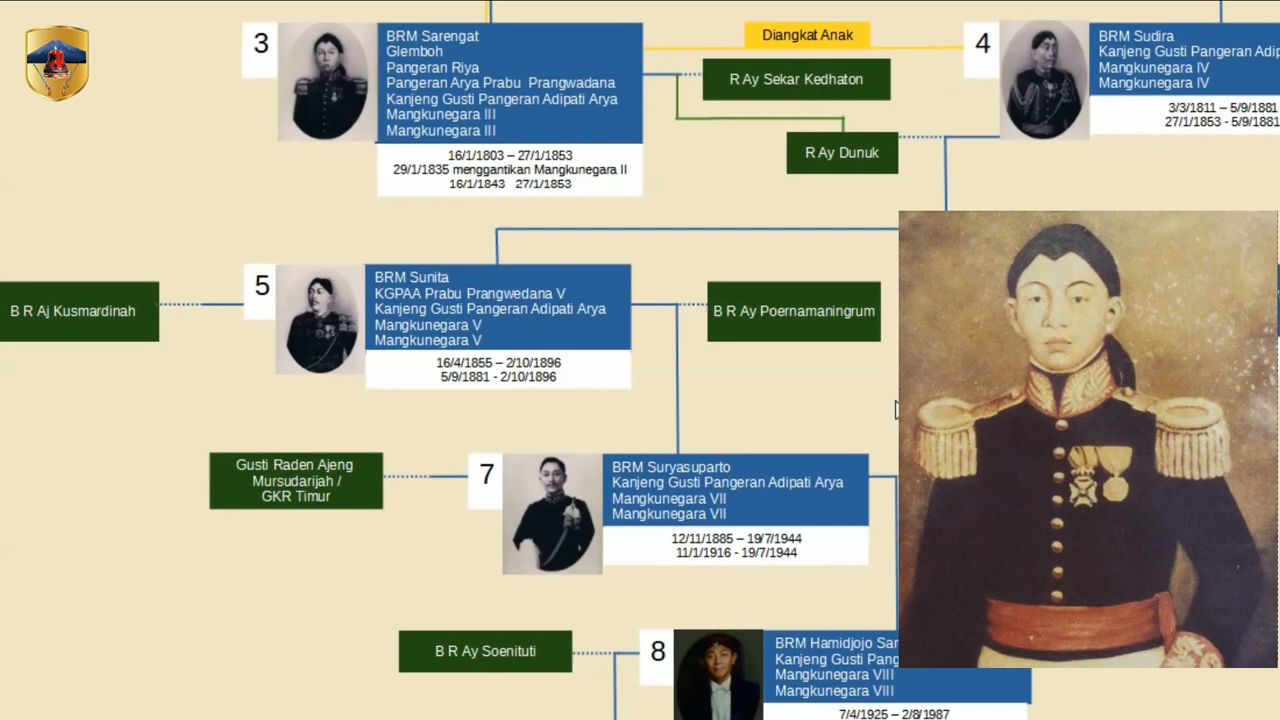 3
BRM Sarengat
Glemboh
Pangeran Riya
Pangeran Arya Prabu Prangwadana
Kanjeng Gusti Pangeran Adipati Arya
Mangkunegara III
Mangkunegara III
16/1/1803 – 27/1/1853
29/1/1835 menggantikan Mangkunegara II
16/1/1843 27/1/1853
Diangkat Anak
R Ay Sekar Kedhaton
R Ay Dunuk
4
BRM Sudira
Kanjeng Gusti Pangeran Adip
Mangkunegara IV
Mangkunegara IV
3/3/1811 – 5/9/1881
27/1/1853 - 5/9/1881
B R Aj Kusmardinah
5
BRM Sunita
KGPAA Prabu Prangwedana V
Kanjeng Gusti Pangeran Adipati Arya
Mangkunegara V
Mangkunegara V
16/4/1855 – 2/10/1896
5/9/1881 - 2/10/1896
B R Ay Poernamaningrum
Gusti Raden Ajeng
Mursudarijah /
GKR Timur
7
BRM Suryasuparto
Kanjeng Gusti Pangeran Adipati Arya
Mangkunegara VII
Mangkunegara VII
12/11/1885 – 19/7/1944
11/1/1916 - 19/7/1944
B R Ay Soenituti
8
BRM Hamidjojo Sar
Kanjeng Gusti Pang
Mangkunegara VIII
Mangkunegara VIII
7/4/1925 – 2/8/1987